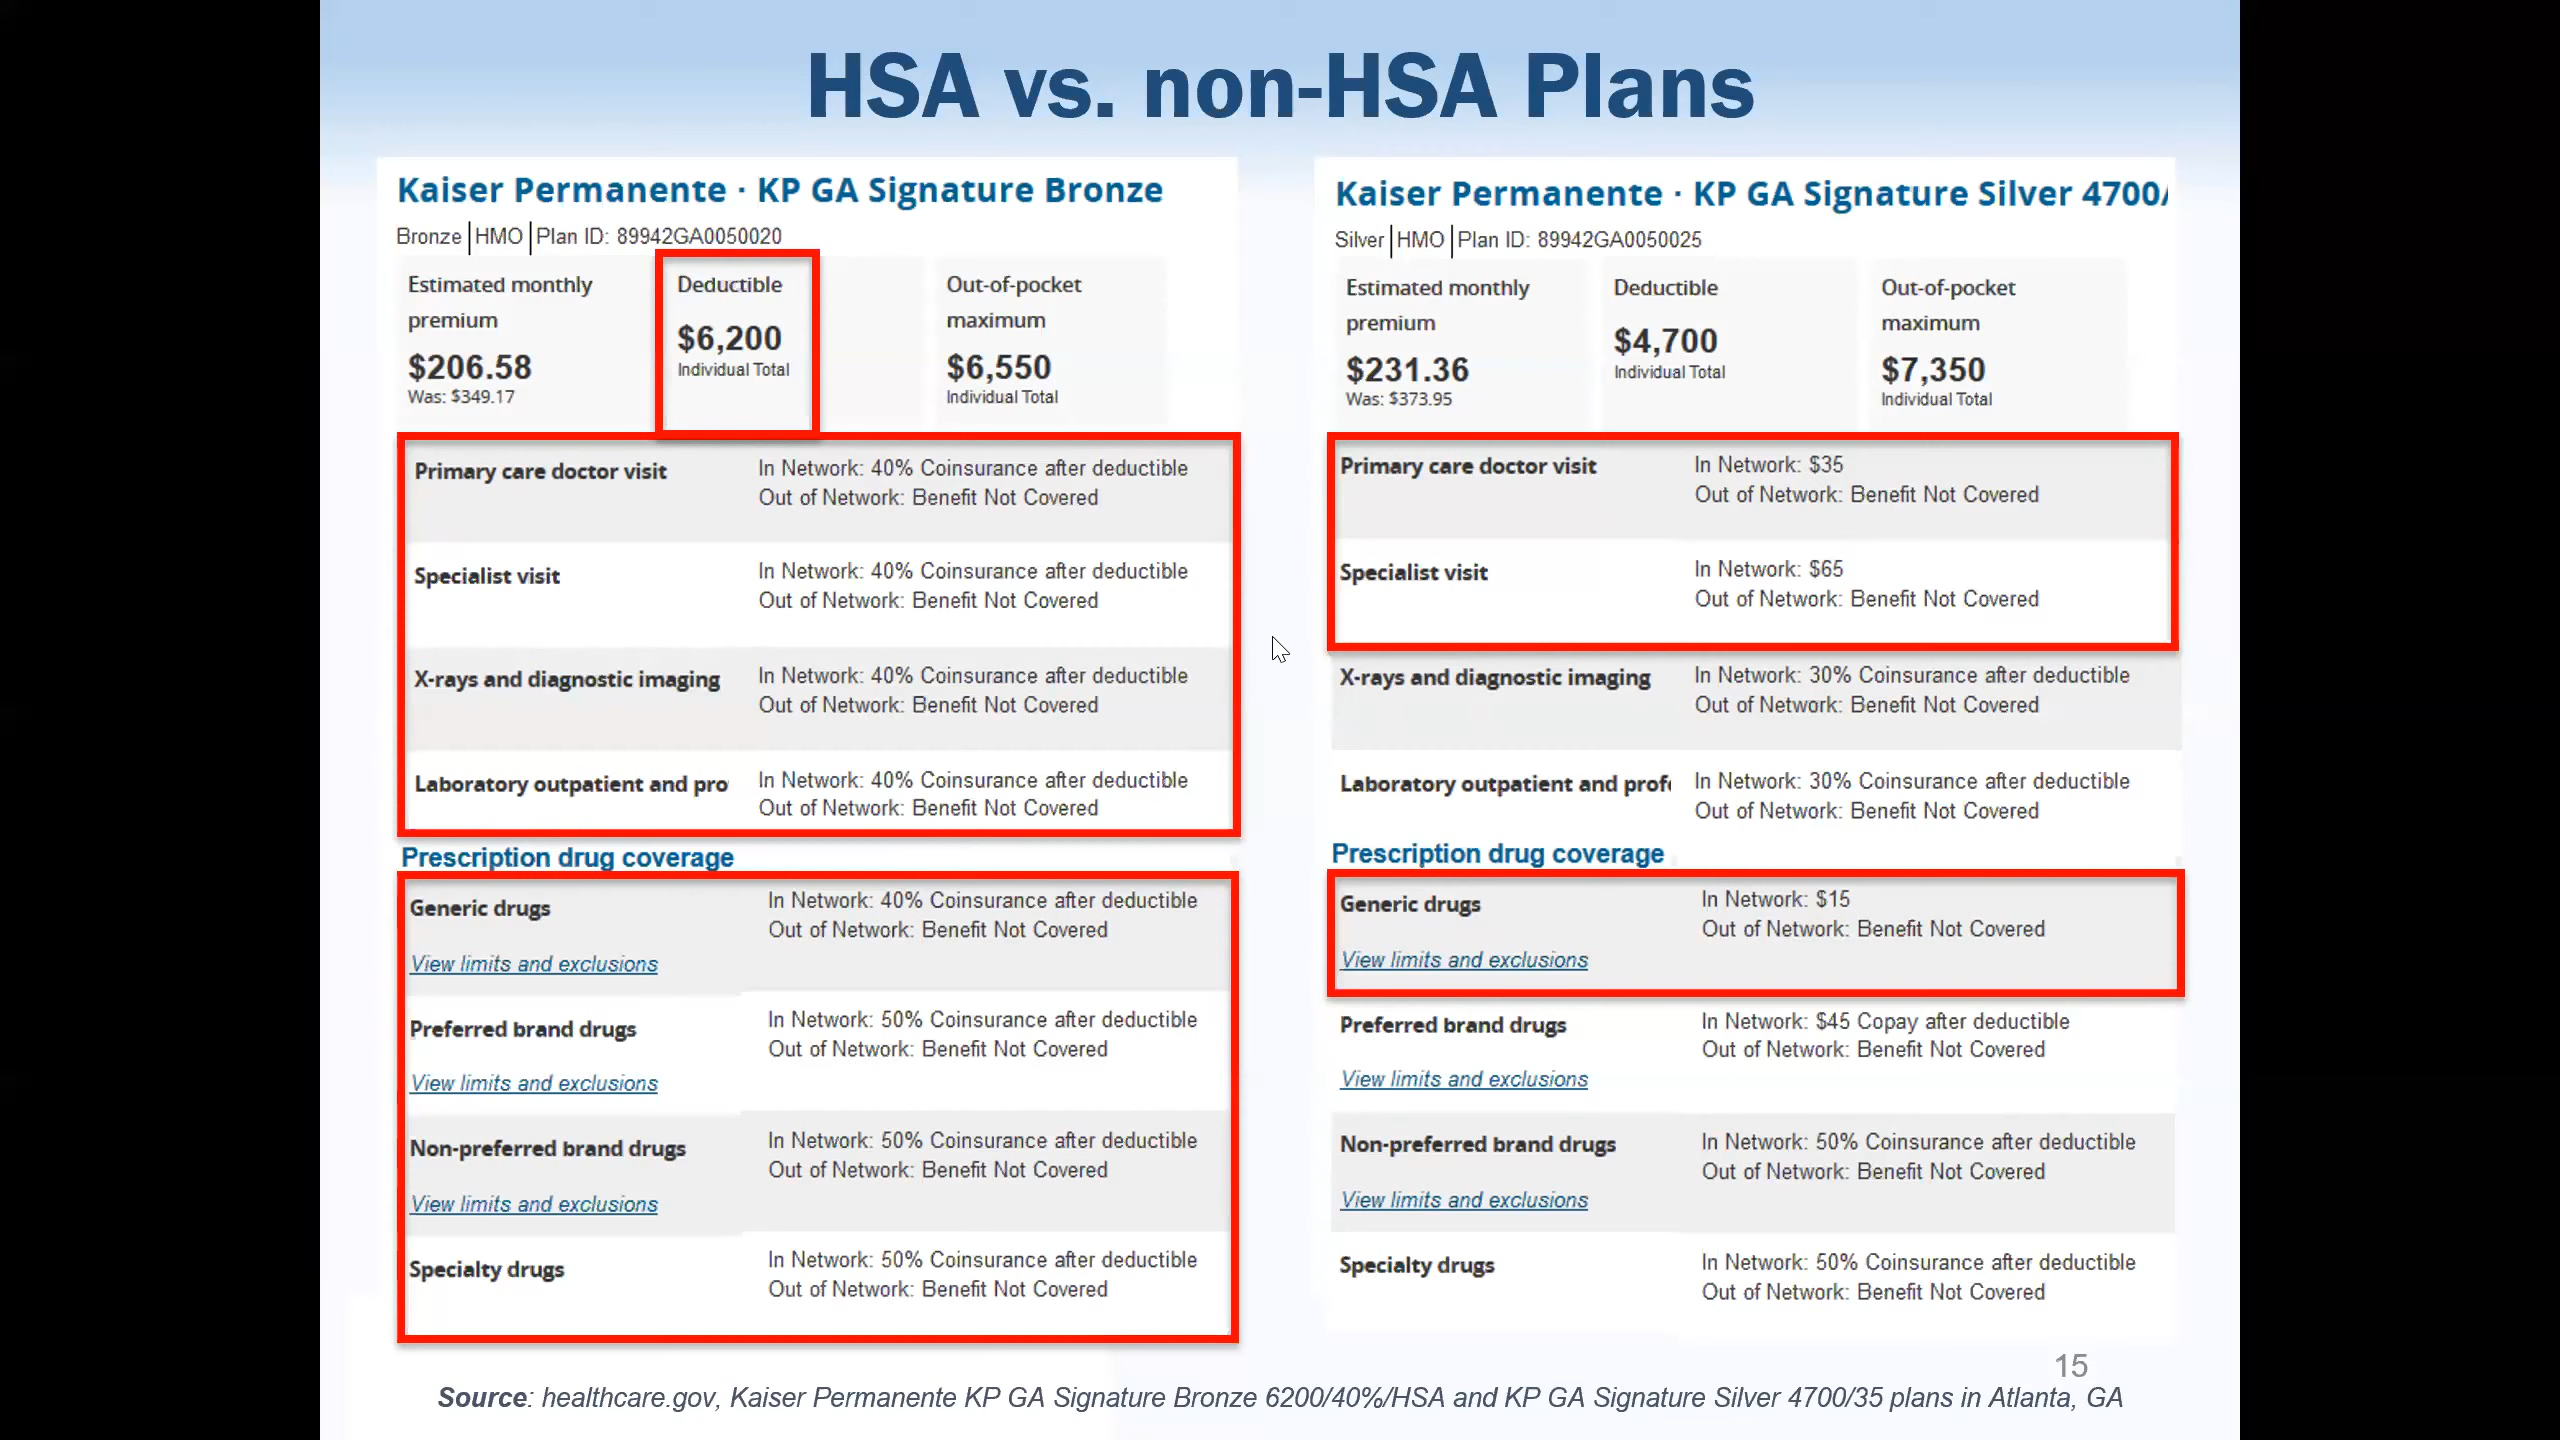 HSA vs. non-HSA Plans
Kaiser Permanente · KP GA Signature Bronze
Bronze HMO Plan ID: 89942GA0050020
Estimated monthly premium
$206.58
Was: $349.17
Deductible
$6,200
Individual Total
Out-of-pocket maximum
$6,550
Individual Total
Primary care doctor visit
In Network: 40% Coinsurance after deductible
Out of Network: Benefit Not Covered
Specialist visit
In Network: 40% Coinsurance after deductible
Out of Network: Benefit Not Covered
X-rays and diagnostic imaging
In Network: 40% Coinsurance after deductible
Out of Network: Benefit Not Covered
Laboratory outpatient and pro
In Network: 40% Coinsurance after deductible
Out of Network: Benefit Not Covered
Prescription drug coverage
Generic drugs
In Network: 40% Coinsurance after deductible
Out of Network: Benefit Not Covered
View limits and exclusions
Preferred brand drugs
In Network: 50% Coinsurance after deductible
Out of Network: Benefit Not Covered
View limits and exclusions
Non-preferred brand drugs
In Network: 50% Coinsurance after deductible
Out of Network: Benefit Not Covered
View limits and exclusions
Specialty drugs
In Network: 50% Coinsurance after deductible
Out of Network: Benefit Not Covered
Kaiser Permanente · KP GA Signature Silver 4700/
Silver HMO Plan ID: 89942GA0050025
Estimated monthly premium
$231.36
Was: $373.95
Deductible
$4,700
Individual Total
Out-of-pocket maximum
$7,350
Individual Total
Primary care doctor visit
In Network: $35
Out of Network: Benefit Not Covered
Specialist visit
In Network: $65
Out of Network: Benefit Not Covered
X-rays and diagnostic imaging
In Network: 30% Coinsurance after deductible
Out of Network: Benefit Not Covered
Laboratory outpatient and profe
In Network: 30% Coinsurance after deductible
Out of Network: Benefit Not Covered
Prescription drug coverage
Generic drugs
In Network: $15
Out of Network: Benefit Not Covered
View limits and exclusions
Preferred brand drugs
In Network: $45 Copay after deductible
Out of Network: Benefit Not Covered
View limits and exclusions
Non-preferred brand drugs
In Network: 50% Coinsurance after deductible
Out of Network: Benefit Not Covered
View limits and exclusions
Specialty drugs
In Network: 50% Coinsurance after deductible
Out of Network: Benefit Not Covered
15
Source: healthcare.gov, Kaiser Permanente KP GA Signature Bronze 6200/40%/HSA and KP GA Signature Silver 4700/35 plans in Atlanta, GA